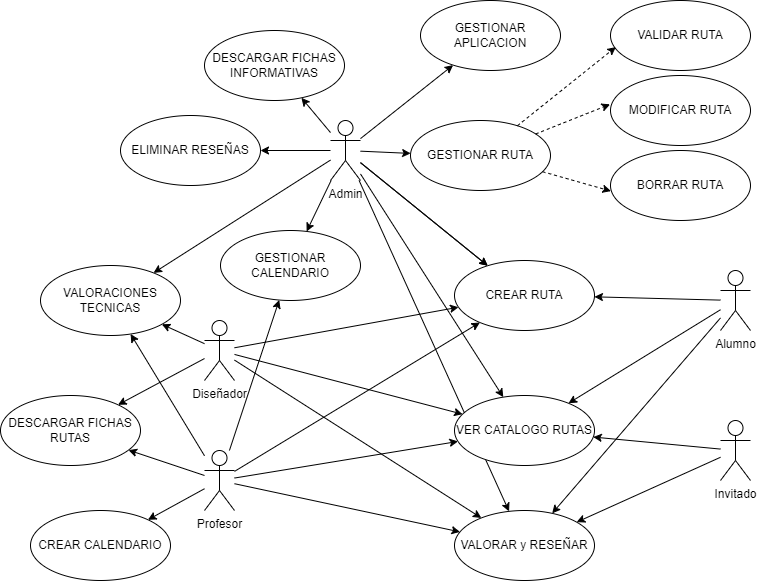 GESTIONAR
APLICACION
VALIDAR RUTA
DESCARGAR FICHAS
INFORMATIVAS
MODIFICAR RUTA
ELIMINAR RESEÑAS
GESTIONAR RUTA
BORRAR RUTA
Admin
GESTIONAR
CALENDARIO
VALORACIONES
TECNICAS
CREAR RUTA
Alumno
Diseñador
DESCARGAR FICHAS
RUTAS
VER CATALOGO RUTAS
Invitado
Profesor
CREAR CALENDARIO
VALORAR y RESEÑAR